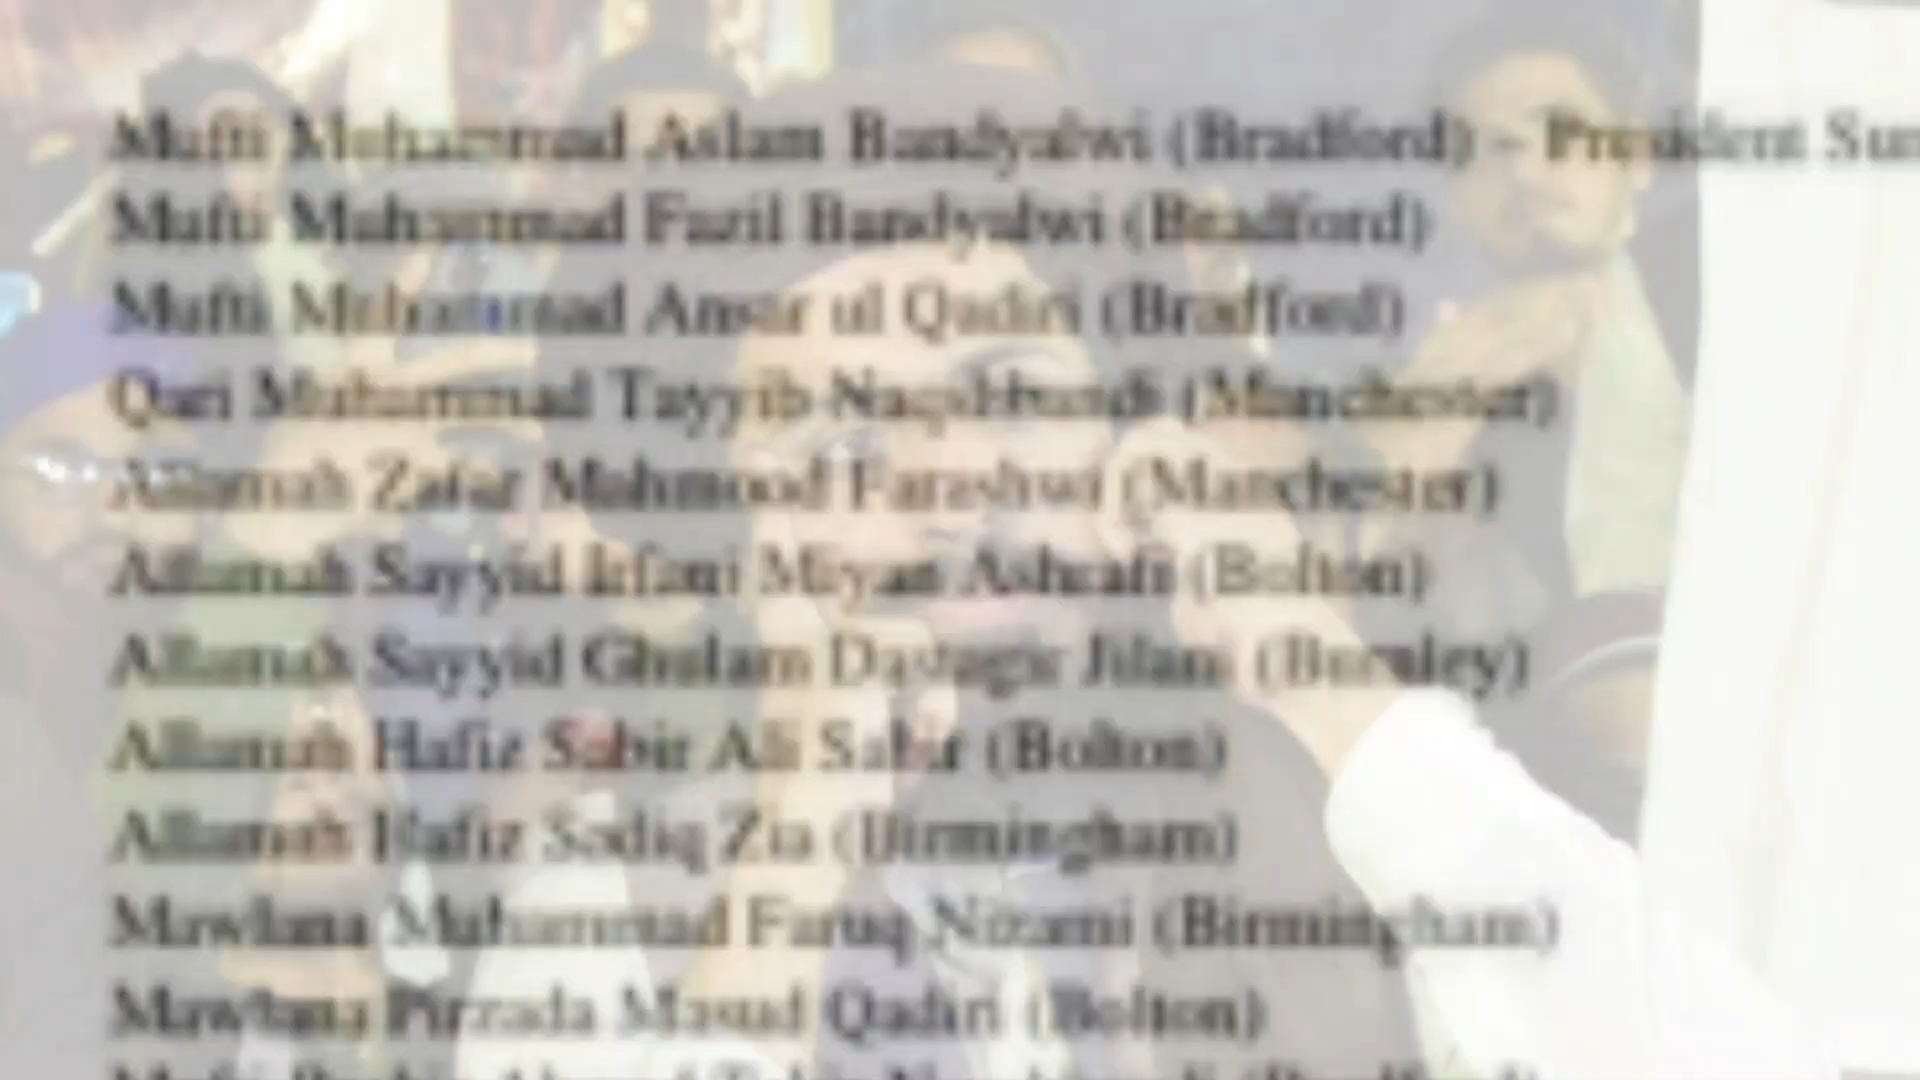 Mufti Mohammad Aslam Bandyalwi (Bradford) – President Sun
Mufti Muhammad Fazil Bandyalwi (Bradford)
Mufti Mohammad Ansar ul Qadiri (Bradford)
Qari Muhammad Tayyib Naqshbandi (Manchester)
Allamah Zafar Mahmood Farashwi (Manchester)
Allamah Sayyid Irfani Miyan Ashrafi (Bolton)
Allamah Sayyid Ghulam Dastagir Jilani (Burnley)
Allamah Hafiz Sabir Ali Sabir (Bolton)
Allamah Hafiz Sadiq Zia (Birmingham)
Mawlana Muhammad Faruq Nizami (Birmingham)
Mawlana Pirzada Masud Qadiri (Bolton)